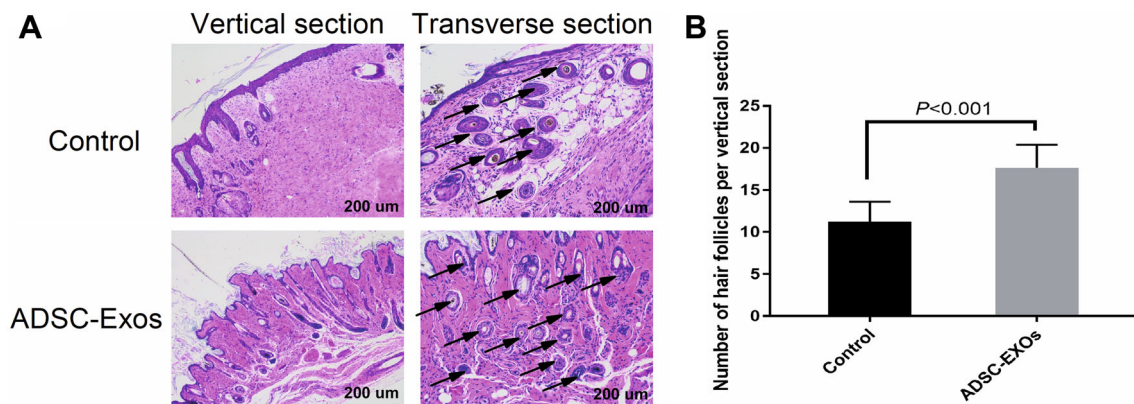 A
Vertical section
Transverse section
Control
200 um
200 um
ADSC-Exos
200 um
200 um
B
Number of hair follicles per vertical section
25
20
15
10
5
0
P<0.001
Control
ADSC-EXOs